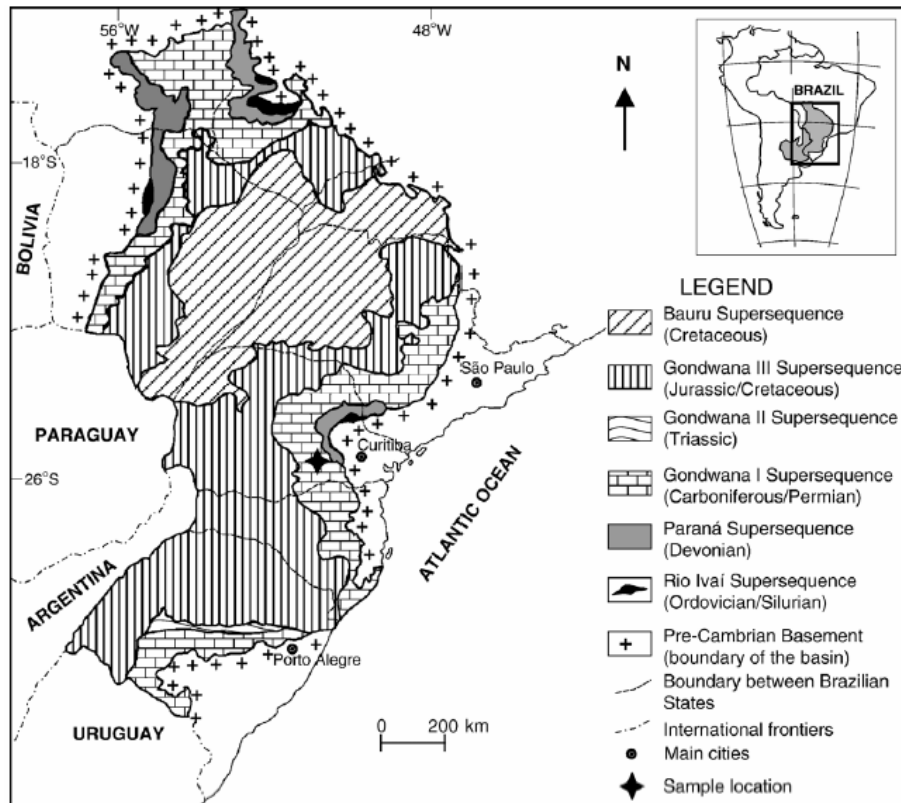 56°W
48°W
N
BRAZIL
18°S
BOLIVIA
São Paulo
PARAGUAY
Curitiba
26°S
ATLANTIC OCEAN
ARGENTINA
Porto Alegre
URUGUAY
0 200 km
LEGEND
Bauru Supersequence
(Cretaceous)
Gondwana III Supersequence
(Jurassic/Cretaceous)
Gondwana II Supersequence
(Triassic)
Gondwana I Supersequence
(Carboniferous/Permian)
Paraná Supersequence
(Devonian)
Rio Ivaí Supersequence
(Ordovician/Silurian)
Pre-Cambrian Basement
(boundary of the basin)
Boundary between Brazilian
States
International frontiers
Main cities
Sample location